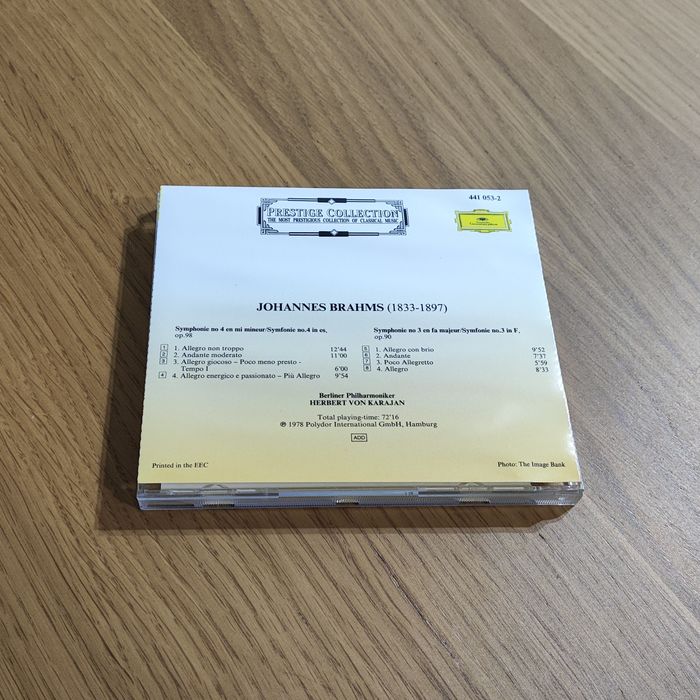 441 053-2
PRESTIGE COLLECTION
THE MOST PRESTIGIOUS COLLECTION OF CLASSICAL MUSIC
JOHANNES BRAHMS (1833-1897)
Symphonie no 4 en mi mineur/Symfonie no.4 in es,
op.98
1 1. Allegro non troppo 12'44
2 2. Andante moderato 11'00
3 3. Allegro giocoso – Poco meno presto -
Tempo I 6'00
4 4. Allegro energico e passionato – Più Allegro 9'54
Symphonie no 3 en fa majeur/Symfonie no.3 in F,
op.90
5 1. Allegro con brio 9'52
6 2. Andante 7'37
7 3. Poco Allegretto 5'59
8 4. Allegro 8'33
Berliner Philharmoniker
HERBERT VON KARAJAN
Total playing-time: 72'16
℗ 1978 Polydor International GmbH, Hamburg
ADD
Printed in the EEC
Photo: The Image Bank